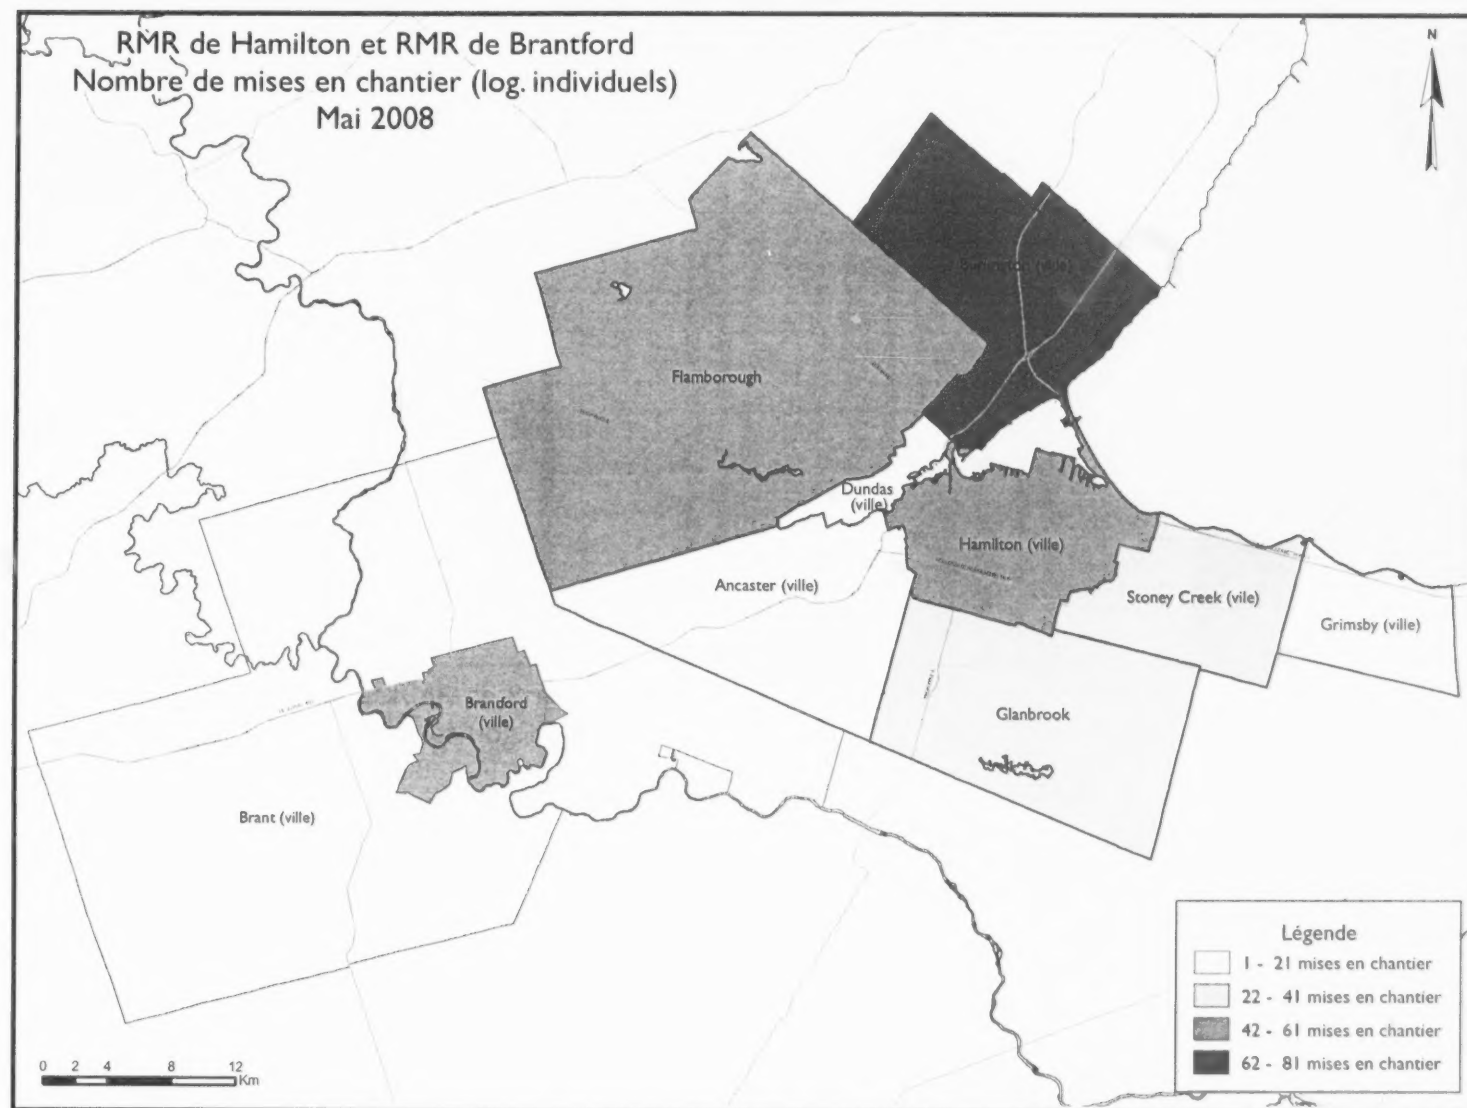 RMR de Hamilton et RMR de Brantford
Nombre de mises en chantier (log. individuels)
Mai 2008
N
Burlington (ville)
Flamborough
Dundas
(ville)
Hamilton (ville)
Ancaster (ville)
Stoney Creek (vile)
Grimsby (ville)
Brantford
(ville)
Glanbrook
Brant (ville)
Légende
1 - 21 mises en chantier
22 - 41 mises en chantier
42 - 61 mises en chantier
62 - 81 mises en chantier
0 2 4 8 12
Km